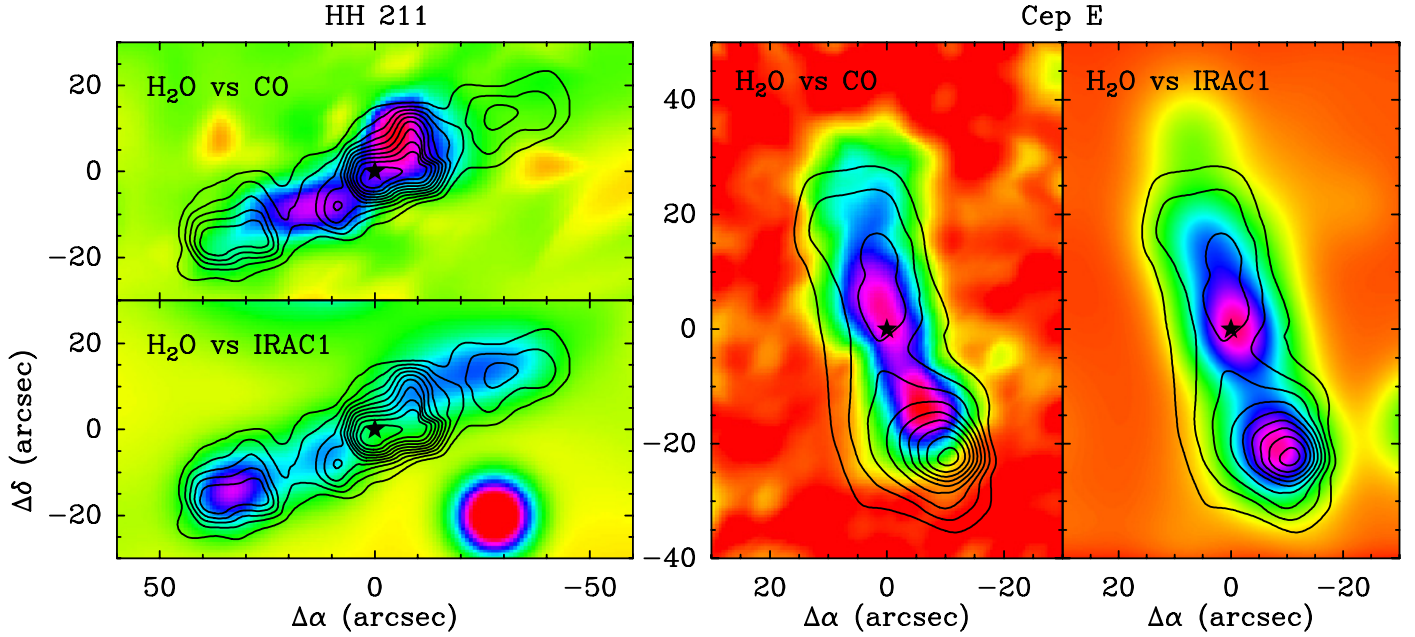 HH 211
Cep E
H₂O vs CO
20
0
−20
H₂O vs IRAC1
20
0
−20
50
0
−50
Δα (arcsec)
Δδ (arcsec)
H₂O vs CO
H₂O vs IRAC1
40
20
0
−20
−40
20
0
−20
20
0
−20
Δα (arcsec)
Δα (arcsec)